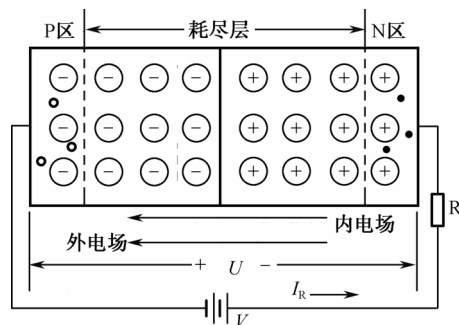 P区 耗尽层 N区
− − − − + + + +
− − − − + + + +
− − − − + + + +
内电场
外电场
R
+ U −
I_R
V